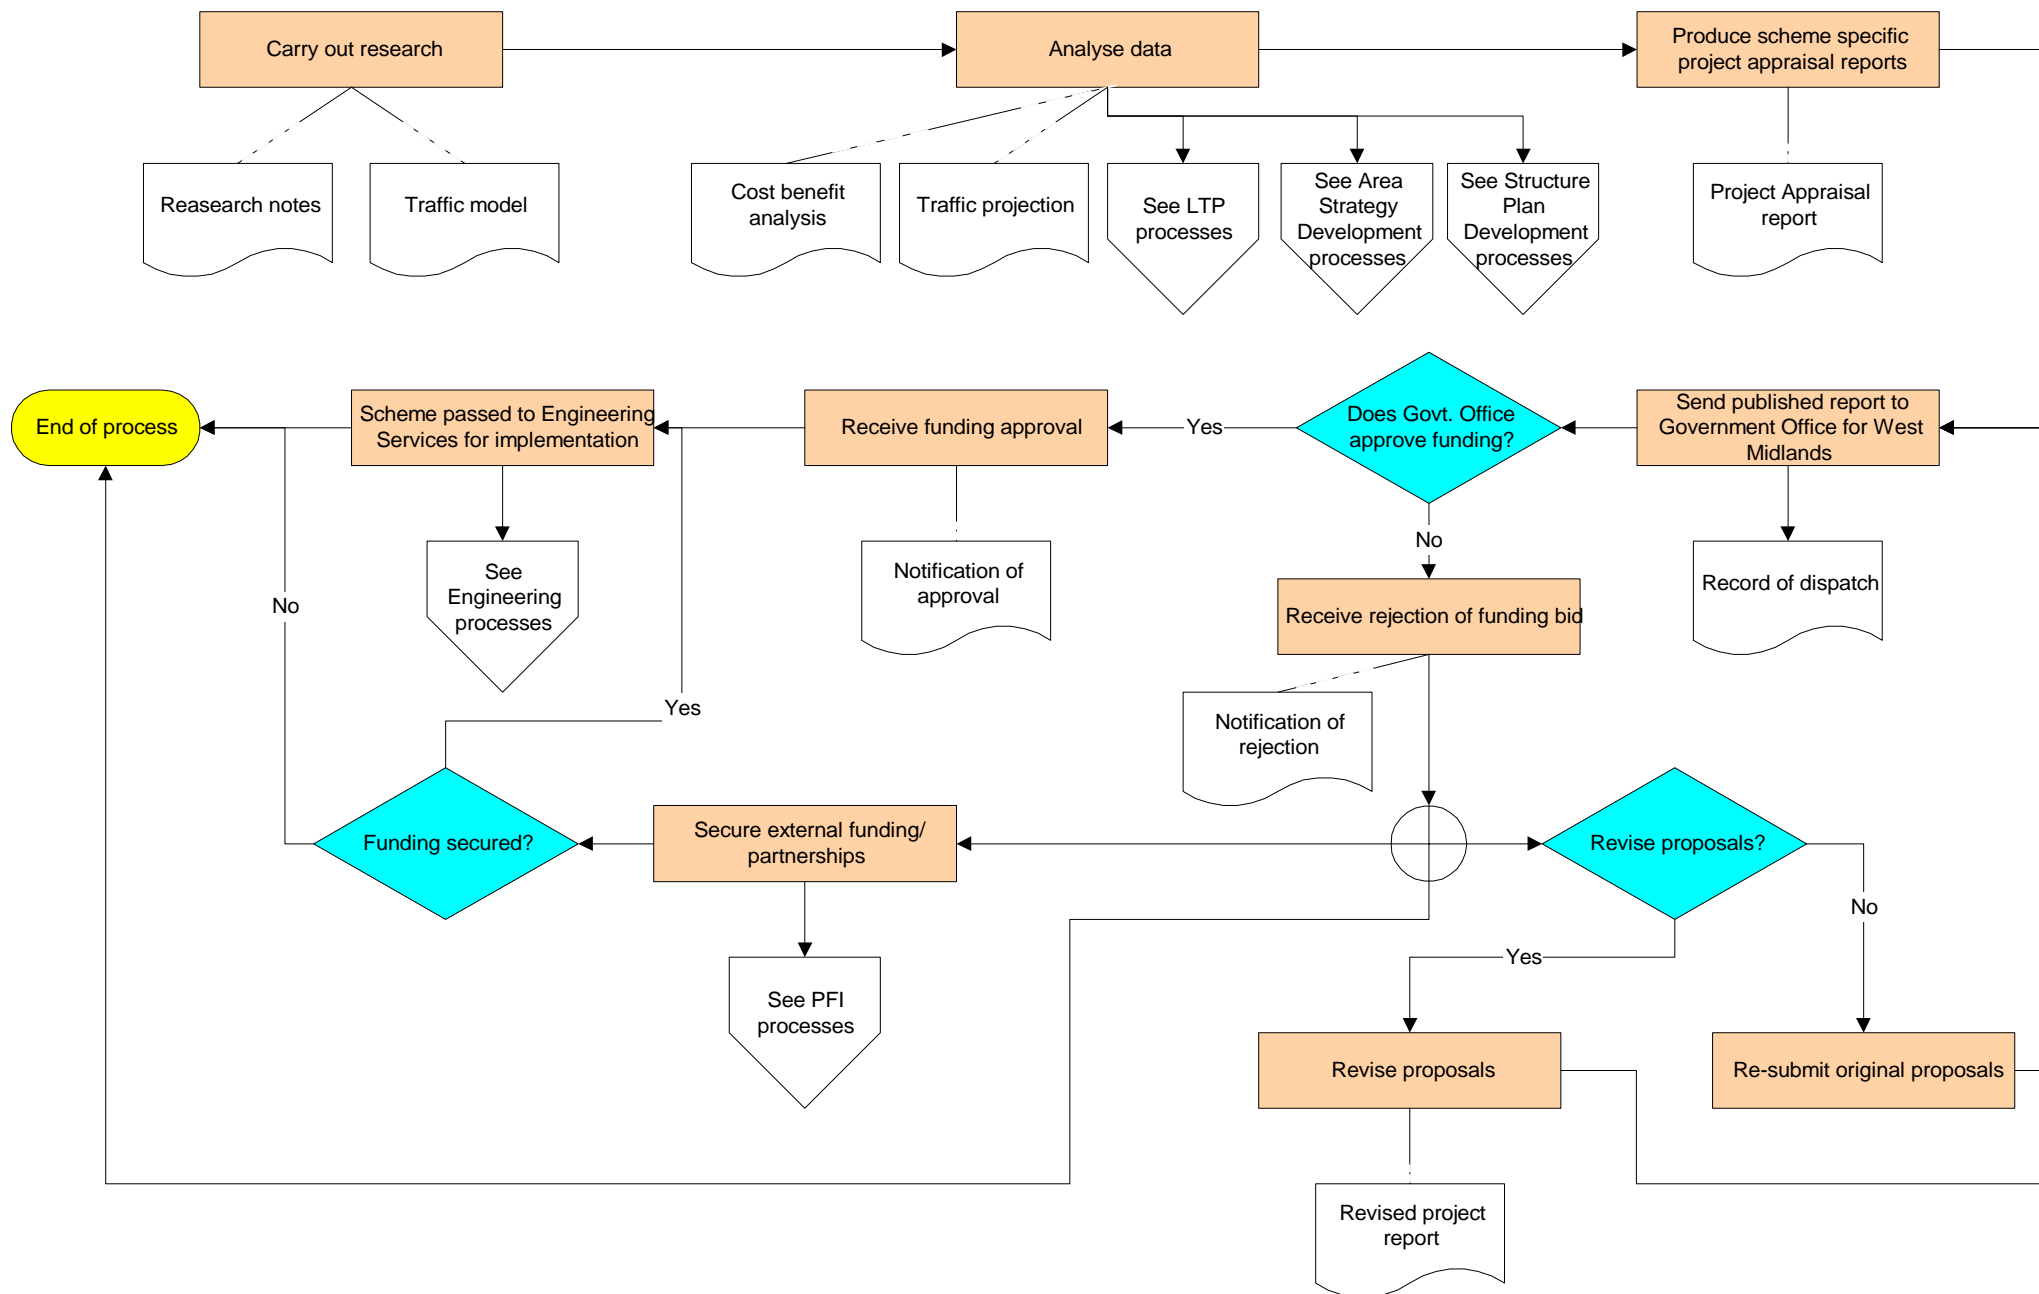 Carry out research
Analyse data
Produce scheme specific
project appraisal reports
Reasearch notes
Traffic model
Cost benefit
analysis
Traffic projection
See LTP
processes
See Area
Strategy
Development
processes
See Structure
Plan
Development
processes
Project Appraisal
report
End of process
Scheme passed to Engineering
Services for implementation
Receive funding approval
Yes
Does Govt. Office
approve funding?
Send published report to
Government Office for West
Midlands
No
See
Engineering
processes
Notification of
approval
No
Receive rejection of funding bid
Record of dispatch
Yes
Notification of
rejection
Funding secured?
Secure external funding/
partnerships
Revise proposals?
No
Yes
See PFI
processes
Revise proposals
Re-submit original proposals
Revised project
report